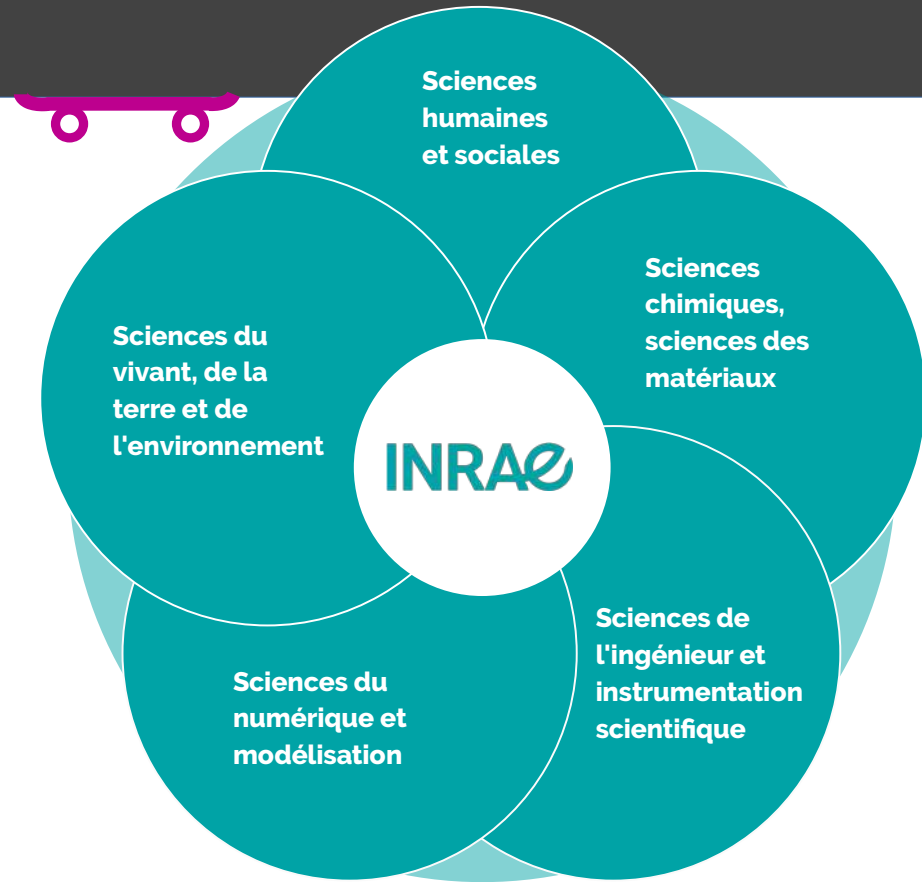 Sciences
humaines
et sociales
Sciences
chimiques,
sciences des
matériaux
Sciences du
vivant, de la
terre et de
l'environnement
INRAE
Sciences de
l'ingénieur et
instrumentation
scientifique
Sciences du
numérique et
modélisation